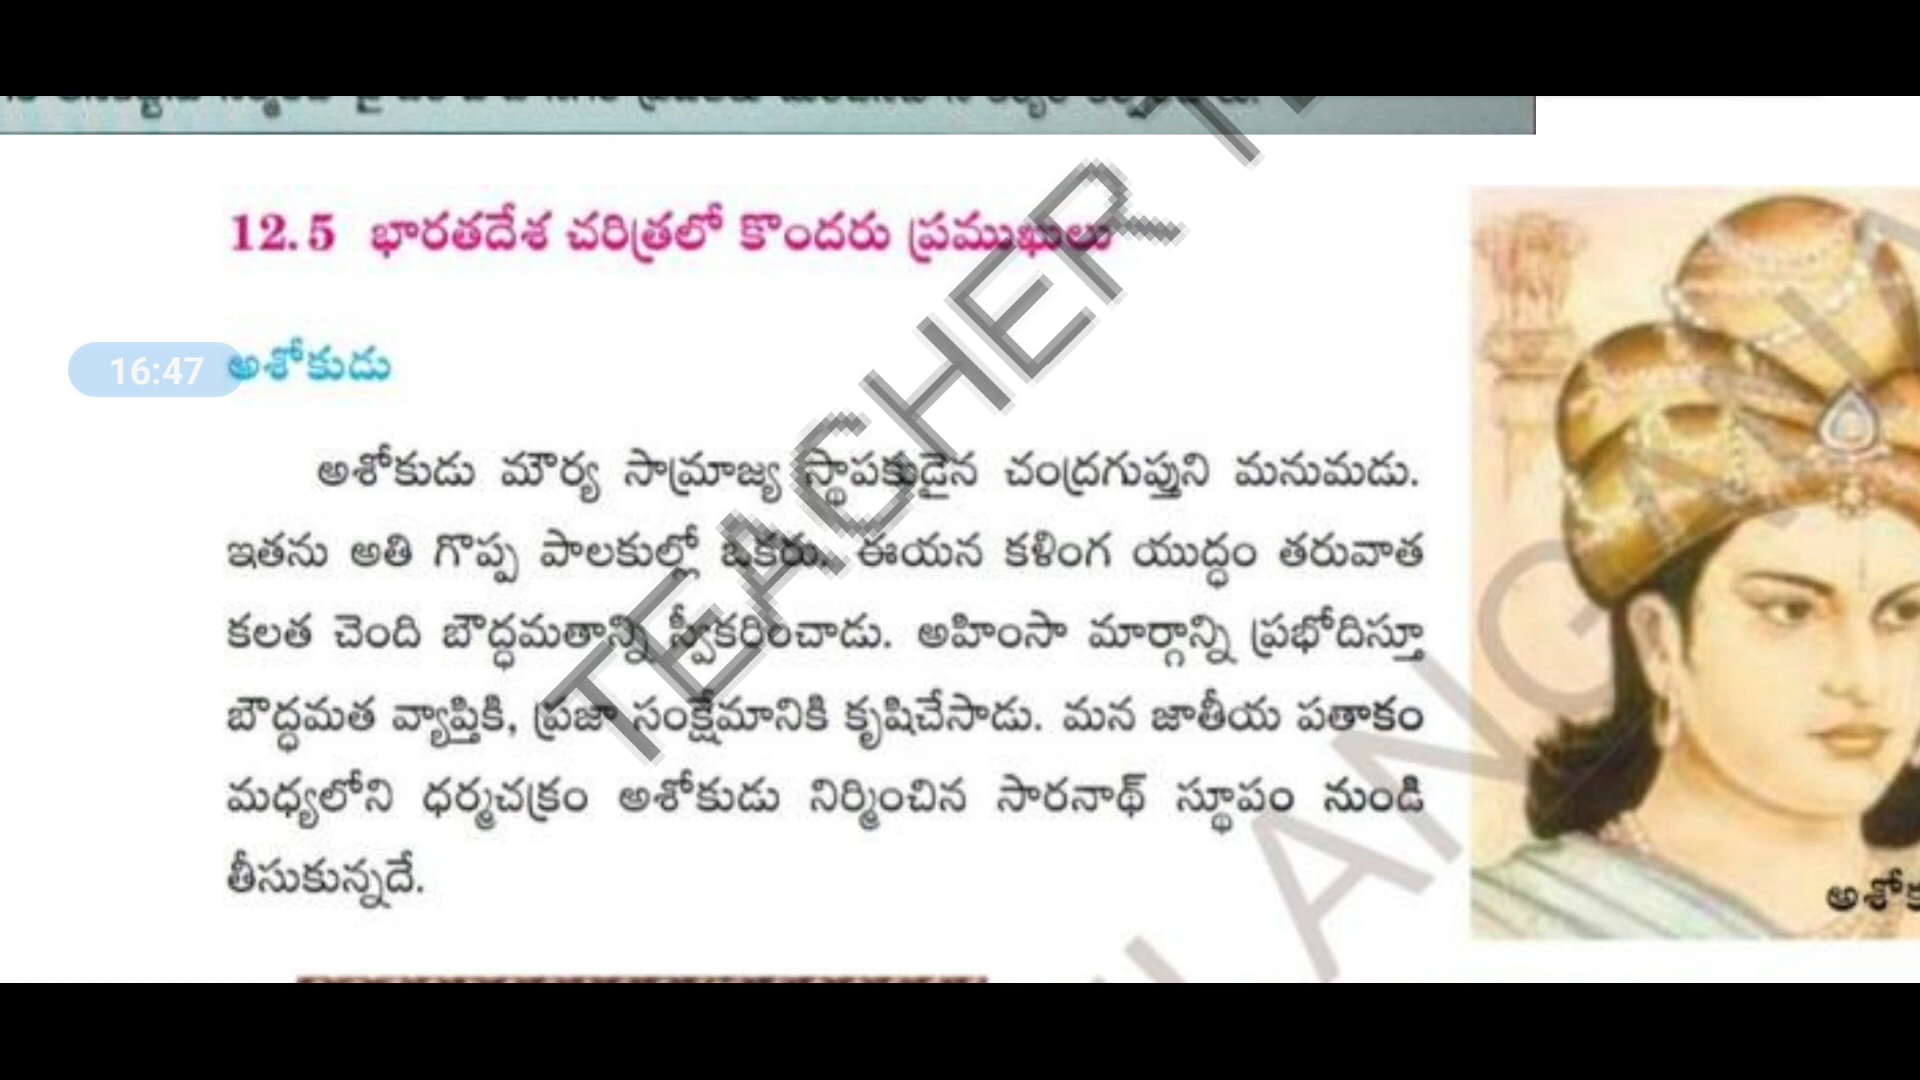 12.5 భారతదేశ చరిత్రలో కొందరు ప్రముఖులు
16:47 అశోకుడు
అశోకుడు మౌర్య సామ్రాజ్య స్థాపకుడైన చంద్రగుప్తుని మనుమడు.
ఇతను అతి గొప్ప పాలకుల్లో ఒకరు. ఈయన కళింగ యుద్ధం తరువాత
కలత చెంది బౌద్ధమతాన్ని స్వీకరించాడు. అహింసా మార్గాన్ని ప్రభోదిస్తూ
బౌద్ధమత వ్యాప్తికి, ప్రజా సంక్షేమానికి కృషిచేసాడు. మన జాతీయ పతాకం
మధ్యలోని ధర్మచక్రం అశోకుడు నిర్మించిన సారనాథ్ స్థూపం నుండి
తీసుకున్నదే.
TEACHER